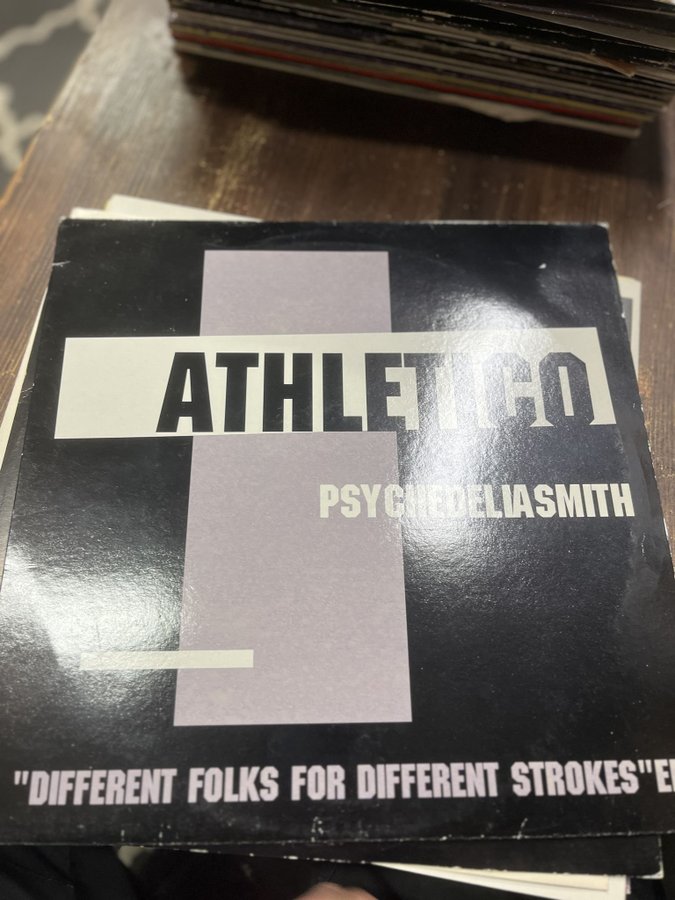 ATHLETICO
PSYCHEDELIASMITH
"DIFFERENT FOLKS FOR DIFFERENT STROKES"